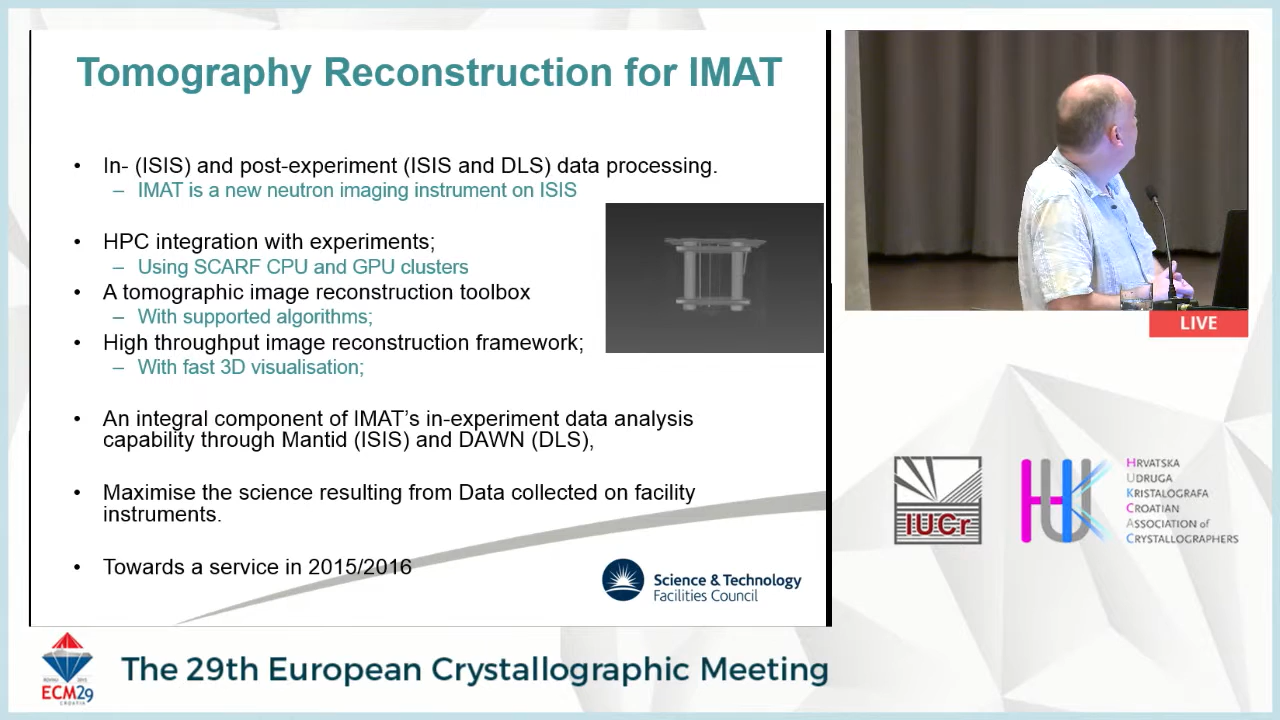 Tomography Reconstruction for IMAT
• In- (ISIS) and post-experiment (ISIS and DLS) data processing.
– IMAT is a new neutron imaging instrument on ISIS
• HPC integration with experiments;
– Using SCARF CPU and GPU clusters
• A tomographic image reconstruction toolbox
– With supported algorithms;
• High throughput image reconstruction framework;
– With fast 3D visualisation;
• An integral component of IMAT’s in-experiment data analysis
capability through Mantid (ISIS) and DAWN (DLS),
• Maximise the science resulting from Data collected on facility
instruments.
• Towards a service in 2015/2016
Science & Technology
Facilities Council
LIVE
IUCr
HUK
HRVATSKA
UDRUGA
KRISTALOGRAFA
CROATIAN
ASSOCIATION of
CRYSTALLOGRAPHERS
ECM29
CROATIA
The 29th European Crystallographic Meeting